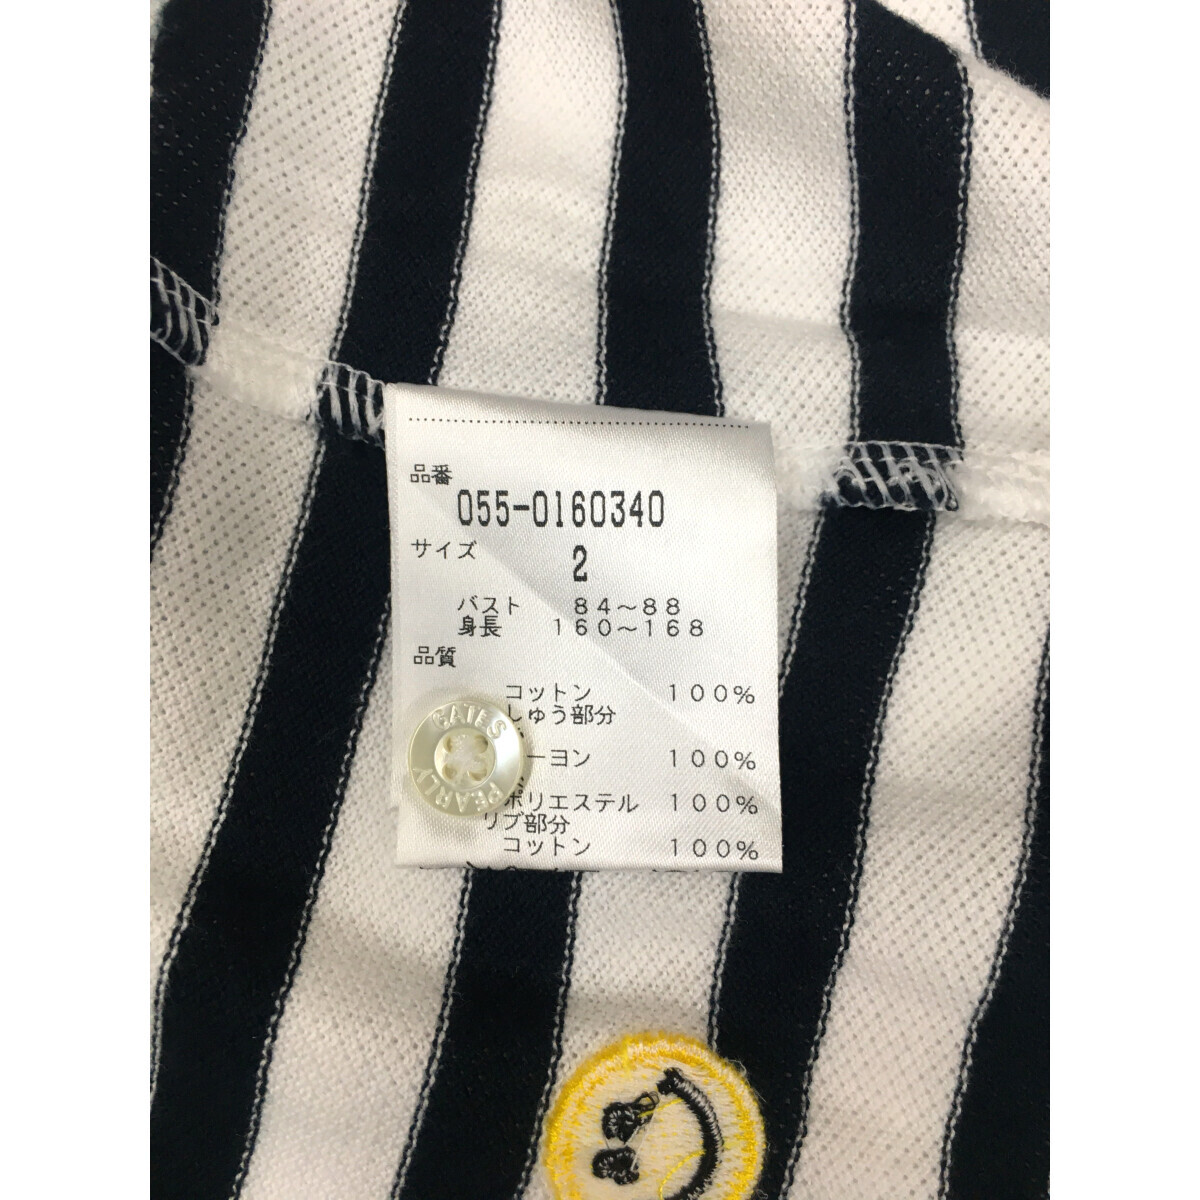 品番
055-0160340
サイズ
2
バスト 84～88
身長 160～168
品質
コットン 100%
しゅう部分
ーヨン 100%
ポリエステル 100%
リブ部分
コットン 100%
GATES
PEARLY